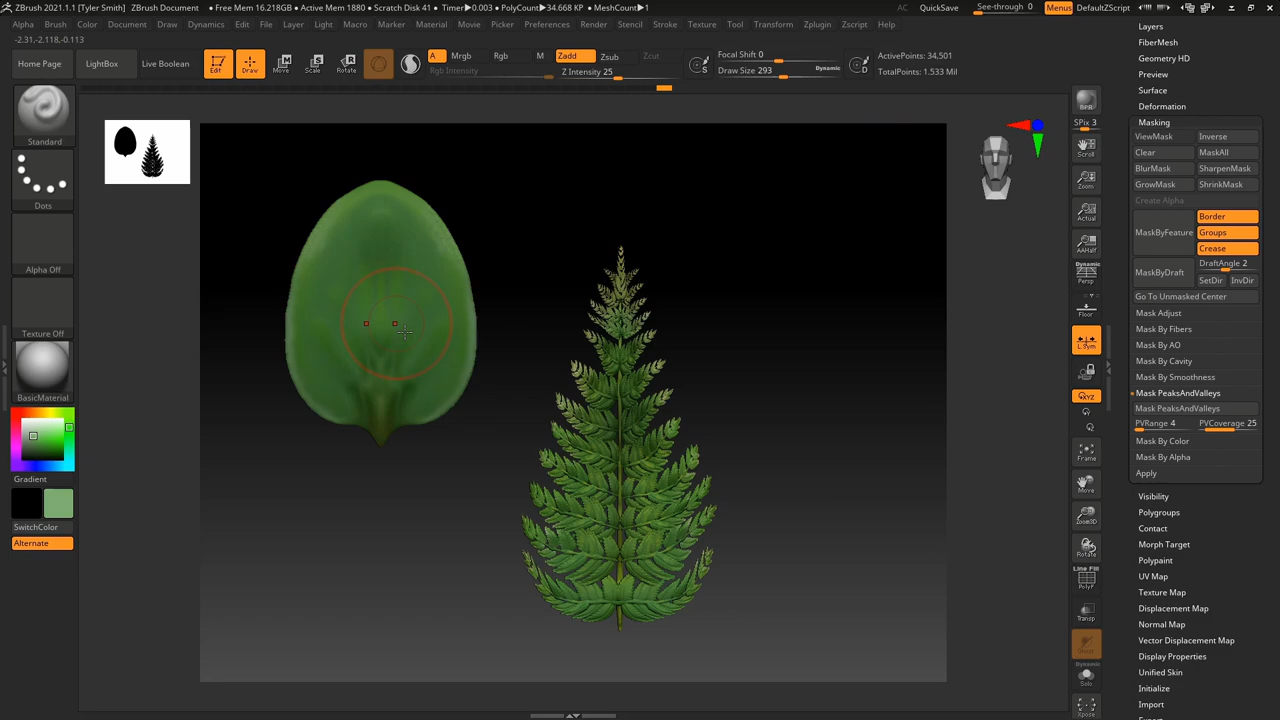 ZBrush 2021.1.1 [Tyler Smith] ZBrush Document • Free Mem 16.218GB • Active Mem 1880 • Scratch Disk 41 • Timer▶0.003 • PolyCount▶34.668 KP • MeshCount▶1
AC QuickSave See-through 0 Menus DefaultZScript
Alpha Brush Color Document Draw Dynamics Edit File Layer Light Macro Marker Material Movie Picker Preferences Render Stencil Stroke Texture Tool Transform Zplugin Zscript Help
-2.31,-2.118,-0.113
Home Page LightBox Live Boolean
Edit Draw Move Scale Rotate
A Mrgb Rgb M Zadd Zsub Zcut
Rgb Intensity Z Intensity 25
Focal Shift 0
Draw Size 293 Dynamic
S D
ActivePoints: 34,501
TotalPoints: 1.533 Mil
Standard
Dots
Alpha Off
Texture Off
BasicMaterial
Gradient
SwitchColor
Alternate
BPR
SPix 3
Scroll
Zoom
Actual
AAHalf
Dynamic
Persp
Floor
L.Sym
XYZ
Frame
Move
Zoom3D
Rotate
Line Fill
PolyF
Transp
Ghost
Dynamic
Solo
Xpose
Layers
FiberMesh
Geometry HD
Preview
Surface
Deformation
Masking
ViewMask Inverse
Clear MaskAll
BlurMask SharpenMask
GrowMask ShrinkMask
Create Alpha
MaskByFeature
Border
Groups
Crease
MaskByDraft
DraftAngle 2
SetDir InvDir
Go To Unmasked Center
Mask Adjust
Mask By Fibers
Mask By AO
Mask By Cavity
Mask By Smoothness
Mask PeaksAndValleys
Mask PeaksAndValleys
PVRange 4 PVCoverage 25
Mask By Color
Mask By Alpha
Apply
Visibility
Polygroups
Contact
Morph Target
Polypaint
UV Map
Texture Map
Displacement Map
Normal Map
Vector Displacement Map
Display Properties
Unified Skin
Initialize
Import
Export